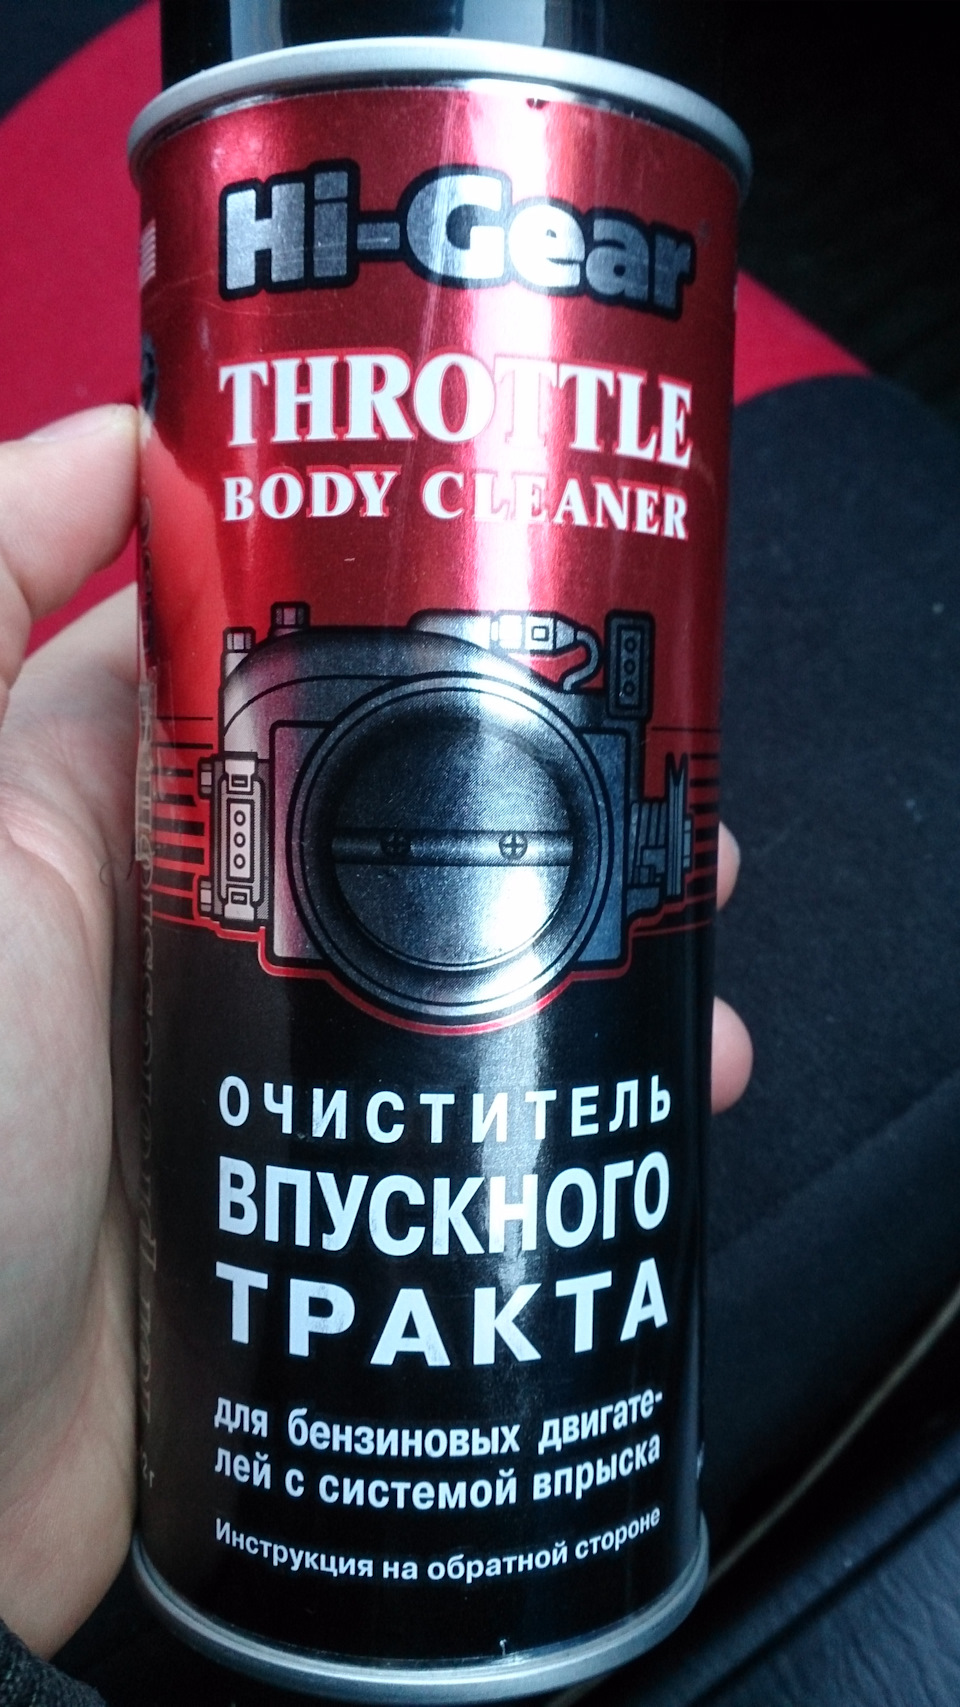 Hi-Gear
THROTTLE
BODY CLEANER
ОЧИСТИТЕЛЬ
ВПУСКНОГО
ТРАКТА
для бензиновых двигате-
лей с системой впрыска
Инструкция на обратной стороне